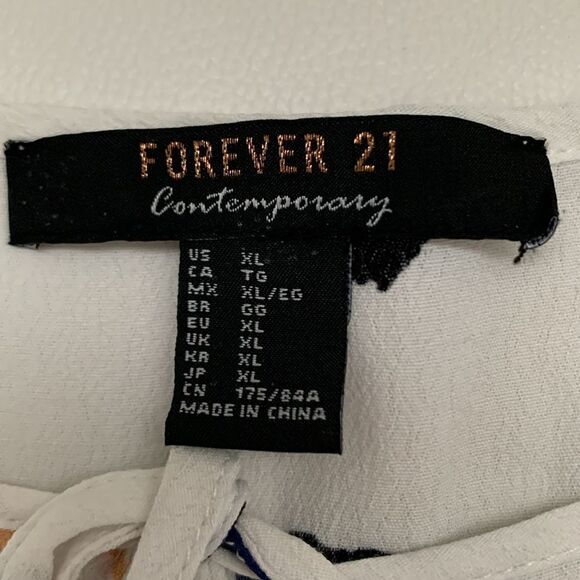 FOREVER 21
Contemporary
US XL
CA TG
MX XL/EG
BR GG
EU XL
UK XL
KR XL
JP XL
CN 175/84A
MADE IN CHINA